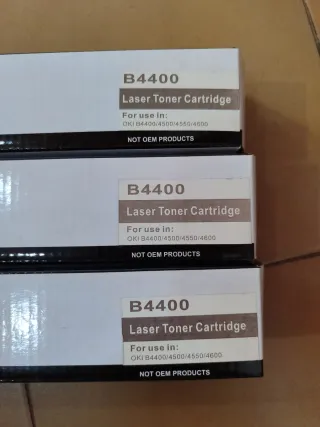 B4400
Laser Toner Cartridge
For use in:
OKI B4400/4500/4550/4600
NOT OEM PRODUCTS
B4400
Laser Toner Cartridge
For use in:
OKI B4400/4500/4550/4600
NOT OEM PRODUCTS
B4400
Laser Toner Cartridge
For use in:
OKI B4400/4500/4550/4600
NOT OEM PRODUCTS